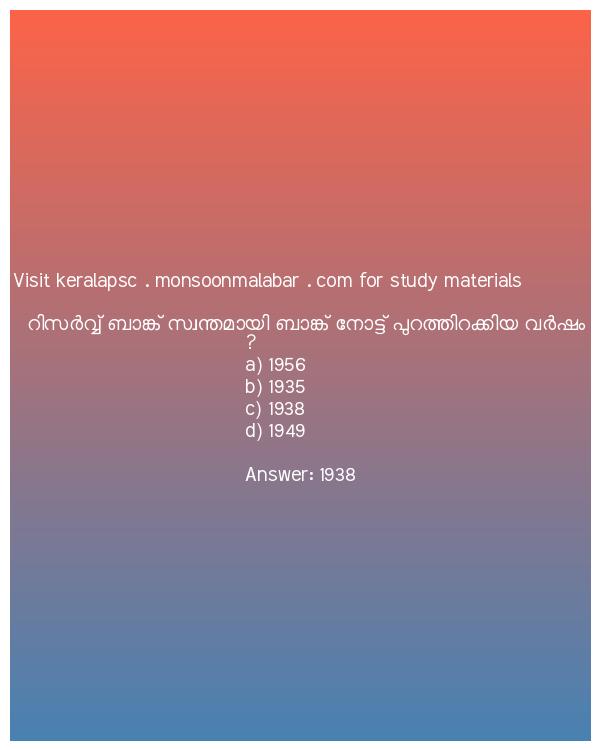 Visit keralapsc . monsoonmalabar . com for study materials
റിസർവ്വ് ബാങ്ക് സ്വന്തമായി ബാങ്ക് നോട്ട് പുറത്തിറക്കിയ വർഷം
?
a) 1956
b) 1935
c) 1938
d) 1949
Answer: 1938